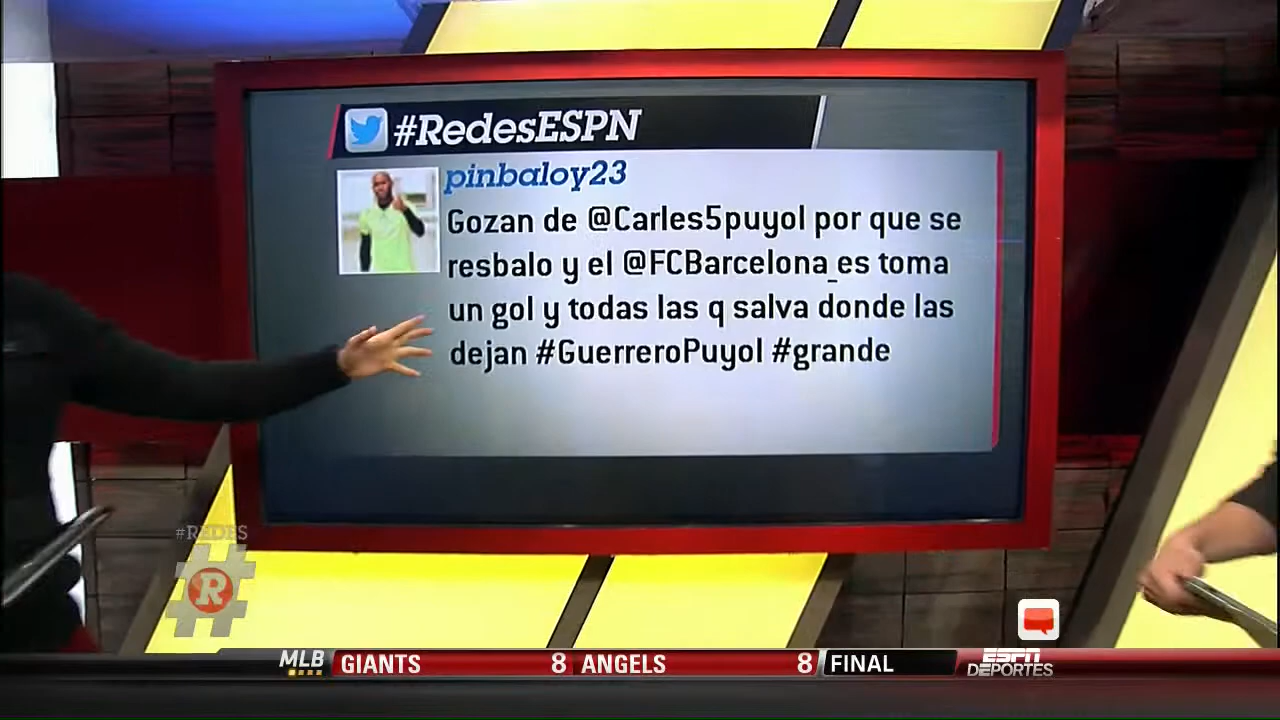 #RedesESPN
pinbaloy23
Gozan de @Carles5puyol por que se
resbalo y el @FCBarcelona_es toma
un gol y todas las q salva donde las
dejan #GuerreroPuyol #grande
#REDES
R
MLB GIANTS 8 ANGELS 8 FINAL ESPN
DEPORTES